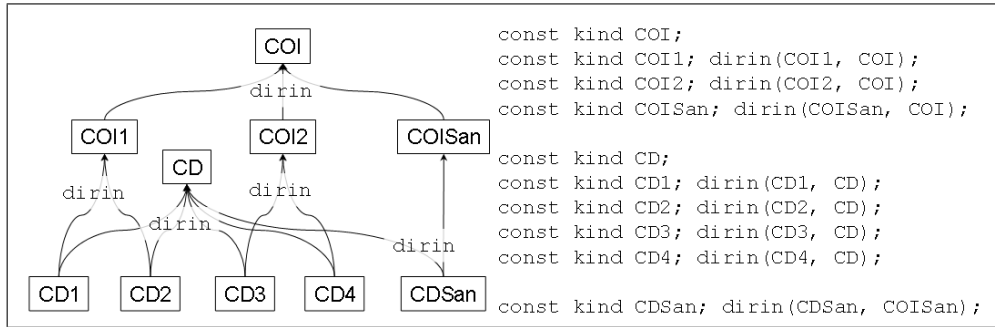 COI
dirin
COI1
COI2
COISan
CD
dirin
dirin
dirin
dirin
CD1
CD2
CD3
CD4
CDSan
const kind COI;
const kind COI1; dirin(COI1, COI);
const kind COI2; dirin(COI2, COI);
const kind COISan; dirin(COISan, COI);
const kind CD;
const kind CD1; dirin(CD1, CD);
const kind CD2; dirin(CD2, CD);
const kind CD3; dirin(CD3, CD);
const kind CD4; dirin(CD4, CD);
const kind CDSan; dirin(CDSan, COISan);